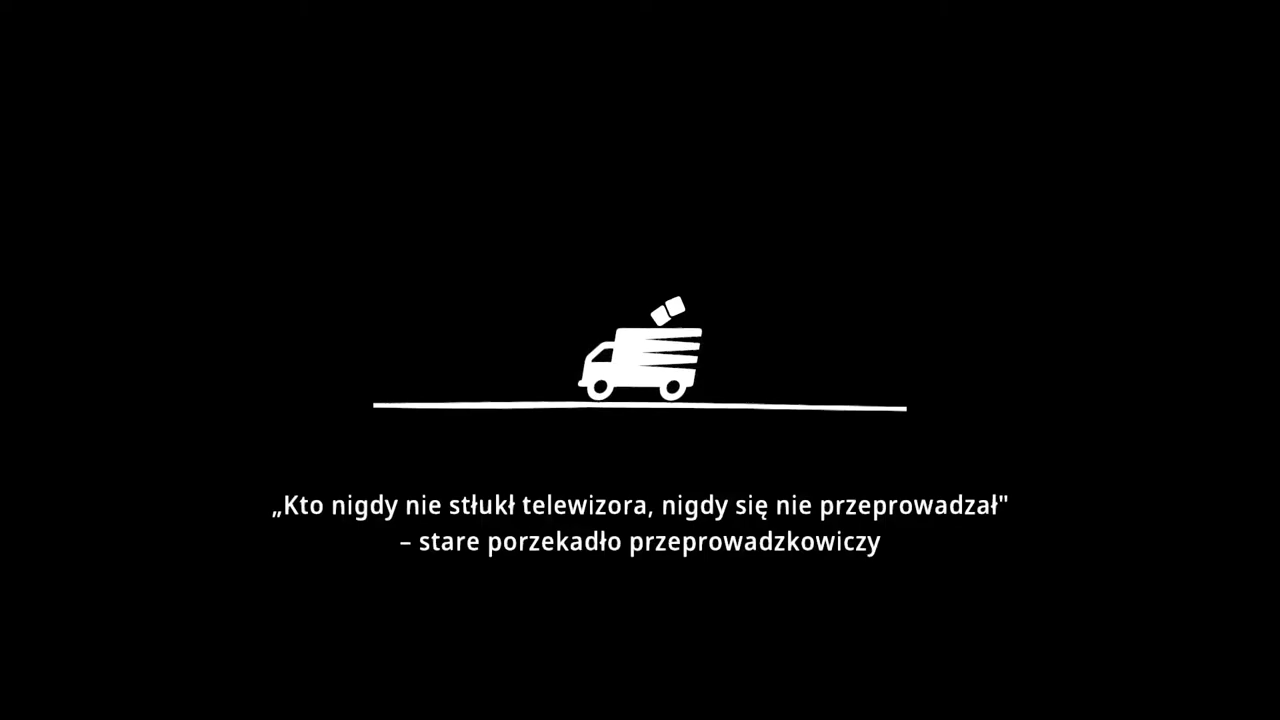 „Kto nigdy nie stłukł telewizora, nigdy się nie przeprowadzał"
– stare porzekadło przeprowadzkowiczy